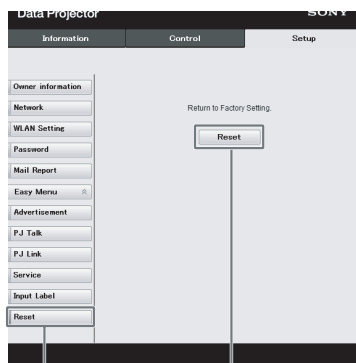 Data Projector
SONY
Information
Control
Setup
Owner information
Network
WLAN Setting
Password
Mail Report
Easy Menu
Advertisement
PJ Talk
PJ Link
Service
Input Label
Reset
Return to Factory Setting.
Reset